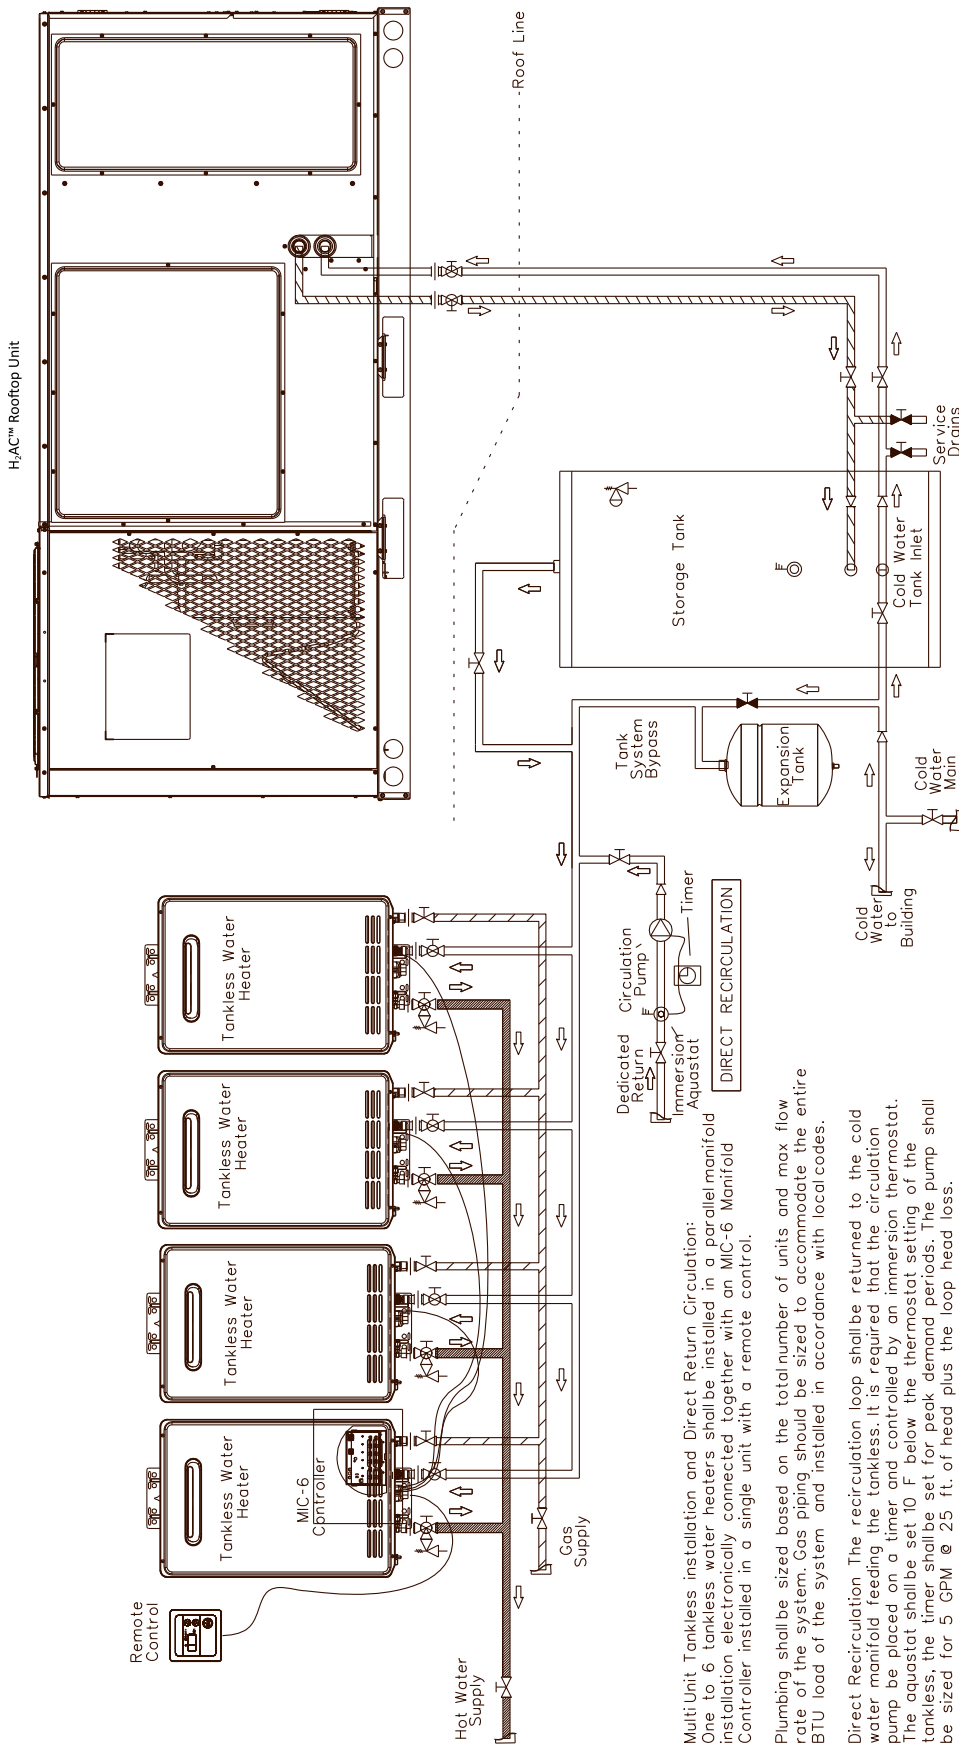 H₂AC™ Rooftop Unit
Roof Line
Storage Tank
Cold Water
Tank Inlet
Service
Drains
Tank
System
Bypass
Expansion
Tank
Cold
Water
Main
Cold
Water
to
Building
Timer
Circulation
Pump
DIRECT RECIRCULATION
Dedicated
Return
Immersion
Aquastat
Tankless Water
Heater
Tankless Water
Heater
Tankless Water
Heater
Tankless Water
Heater
MIC-6
Controller
Remote
Control
Gas
Supply
Hot Water
Supply
Multi Unit Tankless installation and Direct Return Circulation:
One to 6 tankless water heaters shall be installed in a parallel manifold
installation electronically connected together with an MIC-6 Manifold
Controller installed in a single unit with a remote control.
Plumbing shall be sized based on the total number of units and max flow
rate of the system. Gas piping should be sized to accommodate the entire
BTU load of the system and installed in accordance with local codes.
Direct Recirculation The recirculation loop shall be returned to the cold
water manifold feeding the tankless. It is required that the circulation
pump be placed on a timer and controlled by an immersion thermostat.
The aquastat shall be set 10 F below the thermostat setting of the
tankless, the timer shall be set for peak demand periods. The pump shall
be sized for 5 GPM @ 25 ft. of head plus the loop head loss.